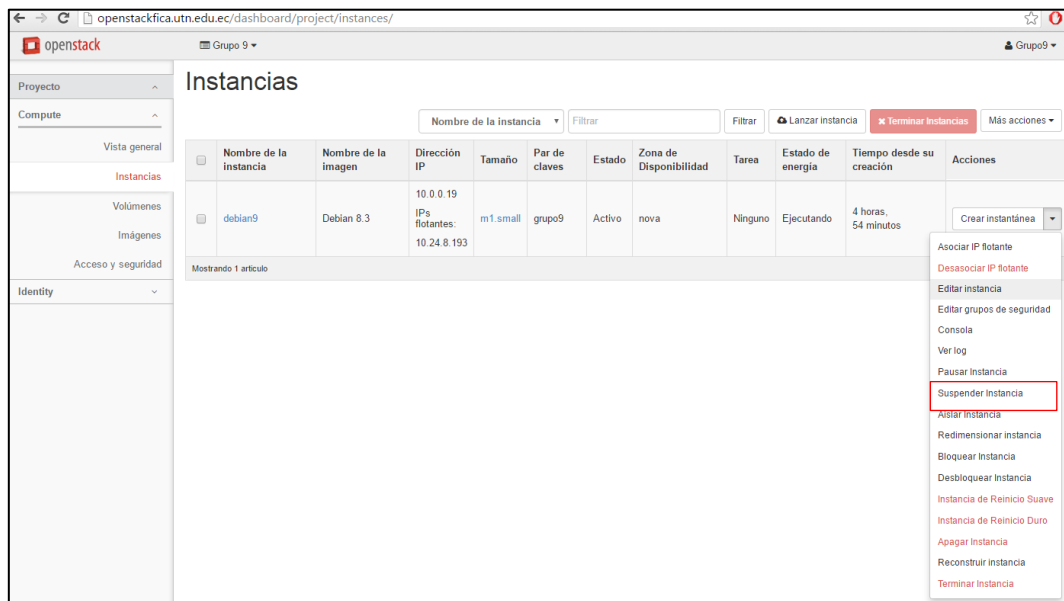 openstackfica.utn.edu.ec/dashboard/project/instances/
openstack
Grupo 9
Grupo9
Proyecto
Compute
Vista general
Instancias
Volúmenes
Imágenes
Acceso y seguridad
Identity
Instancias
Nombre de la instancia
Filtrar
Filtrar
Lanzar instancia
Terminar Instancias
Más acciones
Nombre de la
instancia
Nombre de la
imagen
Dirección
IP
Tamaño
Par de
claves
Estado
Zona de
Disponibilidad
Tarea
Estado de
energía
Tiempo desde su
creación
Acciones
debian9
Debian 8.3
10.0.0.19
IPs
flotantes:
10.24.8.193
m1.small
grupo9
Activo
nova
Ninguno
Ejecutando
4 horas,
54 minutos
Crear instantánea
Mostrando 1 artículo
Asociar IP flotante
Desasociar IP flotante
Editar instancia
Editar grupos de seguridad
Consola
Ver log
Pausar Instancia
Suspender Instancia
Aislar Instancia
Redimensionar instancia
Bloquear Instancia
Desbloquear Instancia
Instancia de Reinicio Suave
Instancia de Reinicio Duro
Apagar Instancia
Reconstruir instancia
Terminar Instancia